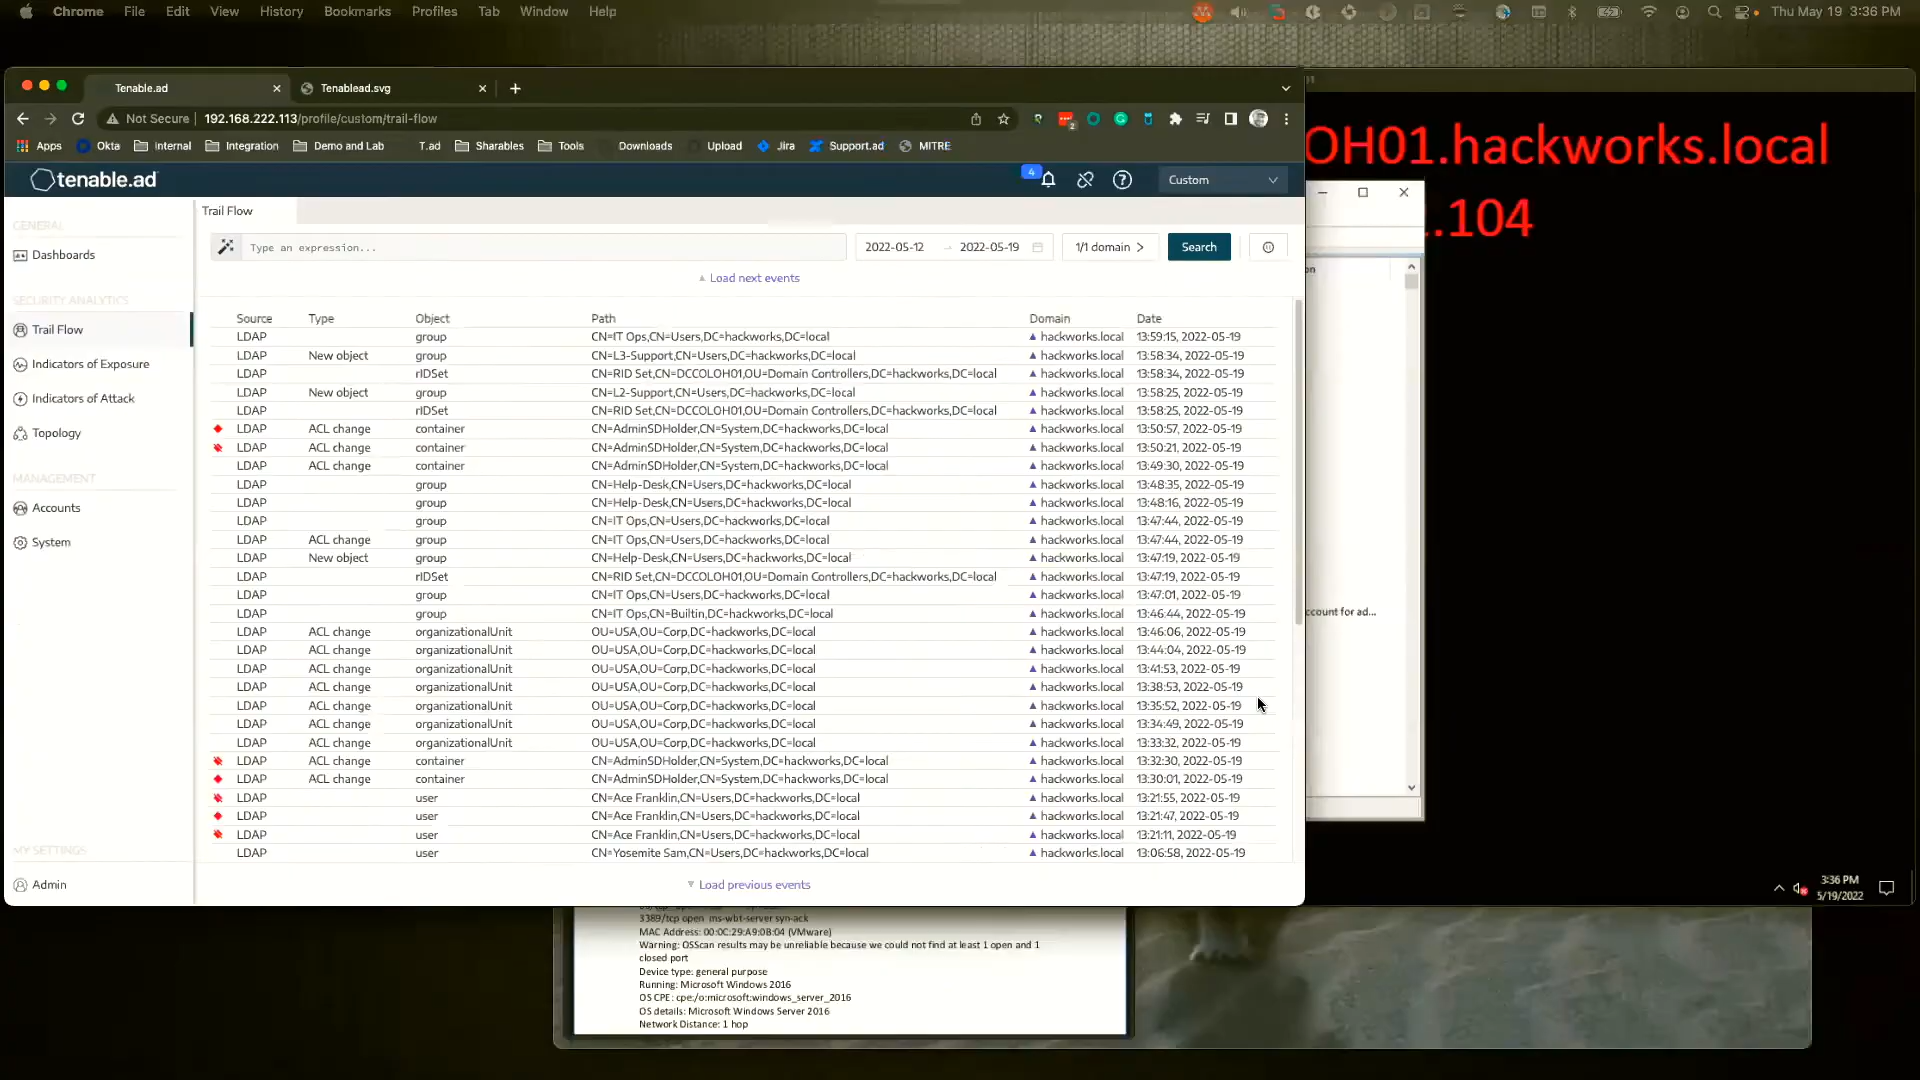 Chrome File Edit View History Bookmarks Profiles Tab Window Help Thu May 19 3:36 PM
Tenable.ad Tenablead.svg
Not Secure 192.168.222.113/profile/custom/trail-flow
Apps Okta Internal Integration Demo and Lab T.ad Sharables Tools Downloads Upload Jira Support.ad MITRE
tenable.ad 4 Custom
GENERAL
Dashboards
SECURITY ANALYTICS
Trail Flow
Indicators of Exposure
Indicators of Attack
Topology
MANAGEMENT
Accounts
System
MY SETTINGS
Admin
Trail Flow
Type an expression... 2022-05-12 → 2022-05-19 1/1 domain > Search
Load next events
Source Type Object Path Domain Date
LDAP group CN=IT Ops,CN=Users,DC=hackworks,DC=local hackworks.local 13:59:15, 2022-05-19
LDAP New object group CN=L3-Support,CN=Users,DC=hackworks,DC=local hackworks.local 13:58:34, 2022-05-19
LDAP rIDSet CN=RID Set,CN=DCCOLOH01,OU=Domain Controllers,DC=hackworks,DC=local hackworks.local 13:58:34, 2022-05-19
LDAP New object group CN=L2-Support,CN=Users,DC=hackworks,DC=local hackworks.local 13:58:25, 2022-05-19
LDAP rIDSet CN=RID Set,CN=DCCOLOH01,OU=Domain Controllers,DC=hackworks,DC=local hackworks.local 13:58:25, 2022-05-19
LDAP ACL change container CN=AdminSDHolder,CN=System,DC=hackworks,DC=local hackworks.local 13:50:57, 2022-05-19
LDAP ACL change container CN=AdminSDHolder,CN=System,DC=hackworks,DC=local hackworks.local 13:50:21, 2022-05-19
LDAP ACL change container CN=AdminSDHolder,CN=System,DC=hackworks,DC=local hackworks.local 13:49:30, 2022-05-19
LDAP group CN=Help-Desk,CN=Users,DC=hackworks,DC=local hackworks.local 13:48:35, 2022-05-19
LDAP group CN=Help-Desk,CN=Users,DC=hackworks,DC=local hackworks.local 13:48:16, 2022-05-19
LDAP group CN=IT Ops,CN=Users,DC=hackworks,DC=local hackworks.local 13:47:44, 2022-05-19
LDAP ACL change group CN=IT Ops,CN=Users,DC=hackworks,DC=local hackworks.local 13:47:44, 2022-05-19
LDAP New object group CN=Help-Desk,CN=Users,DC=hackworks,DC=local hackworks.local 13:47:19, 2022-05-19
LDAP rIDSet CN=RID Set,CN=DCCOLOH01,OU=Domain Controllers,DC=hackworks,DC=local hackworks.local 13:47:19, 2022-05-19
LDAP group CN=IT Ops,CN=Users,DC=hackworks,DC=local hackworks.local 13:47:01, 2022-05-19
LDAP group CN=IT Ops,CN=Builtin,DC=hackworks,DC=local hackworks.local 13:46:44, 2022-05-19
LDAP ACL change organizationalUnit OU=USA,OU=Corp,DC=hackworks,DC=local hackworks.local 13:46:06, 2022-05-19
LDAP ACL change organizationalUnit OU=USA,OU=Corp,DC=hackworks,DC=local hackworks.local 13:44:04, 2022-05-19
LDAP ACL change organizationalUnit OU=USA,OU=Corp,DC=hackworks,DC=local hackworks.local 13:41:53, 2022-05-19
LDAP ACL change organizationalUnit OU=USA,OU=Corp,DC=hackworks,DC=local hackworks.local 13:38:53, 2022-05-19
LDAP ACL change organizationalUnit OU=USA,OU=Corp,DC=hackworks,DC=local hackworks.local 13:35:52, 2022-05-19
LDAP ACL change organizationalUnit OU=USA,OU=Corp,DC=hackworks,DC=local hackworks.local 13:34:49, 2022-05-19
LDAP ACL change organizationalUnit OU=USA,OU=Corp,DC=hackworks,DC=local hackworks.local 13:33:32, 2022-05-19
LDAP ACL change container CN=AdminSDHolder,CN=System,DC=hackworks,DC=local hackworks.local 13:32:30, 2022-05-19
LDAP ACL change container CN=AdminSDHolder,CN=System,DC=hackworks,DC=local hackworks.local 13:30:01, 2022-05-19
LDAP user CN=Ace Franklin,CN=Users,DC=hackworks,DC=local hackworks.local 13:21:55, 2022-05-19
LDAP user CN=Ace Franklin,CN=Users,DC=hackworks,DC=local hackworks.local 13:21:47, 2022-05-19
LDAP user CN=Ace Franklin,CN=Users,DC=hackworks,DC=local hackworks.local 13:21:11, 2022-05-19
LDAP user CN=Yosemite Sam,CN=Users,DC=hackworks,DC=local hackworks.local 13:06:58, 2022-05-19
Load previous events
OH01.hackworks.local
.104
on
ccount for ad...
3:36 PM
5/19/2022
3389/tcp open ms-wbt-server syn-ack
MAC Address: 00:0C:29:A9:0B:04 (VMware)
Warning: OSScan results may be unreliable because we could not find at least 1 open and 1
closed port
Device type: general purpose
Running: Microsoft Windows 2016
OS CPE: cpe:/o:microsoft:windows_server_2016
OS details: Microsoft Windows Server 2016
Network Distance: 1 hop